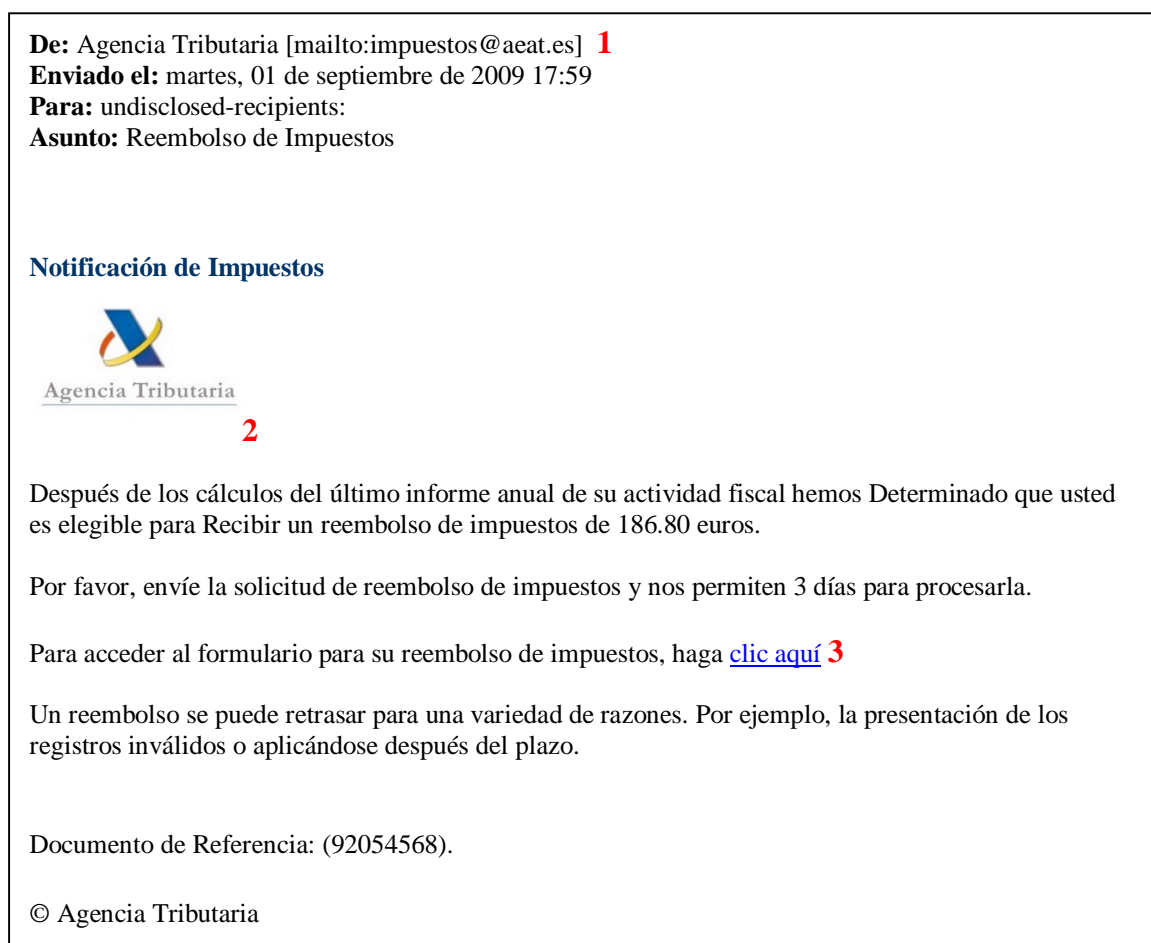 De: Agencia Tributaria [mailto:impuestos@aeat.es] 1
Enviado el: martes, 01 de septiembre de 2009 17:59
Para: undisclosed-recipients:
Asunto: Reembolso de Impuestos
Notificación de Impuestos
Agencia Tributaria
2
Después de los cálculos del último informe anual de su actividad fiscal hemos Determinado que usted
es elegible para Recibir un reembolso de impuestos de 186.80 euros.
Por favor, envíe la solicitud de reembolso de impuestos y nos permiten 3 días para procesarla.
Para acceder al formulario para su reembolso de impuestos, haga clic aquí 3
Un reembolso se puede retrasar para una variedad de razones. Por ejemplo, la presentación de los
registros inválidos o aplicándose después del plazo.
Documento de Referencia: (92054568).
© Agencia Tributaria